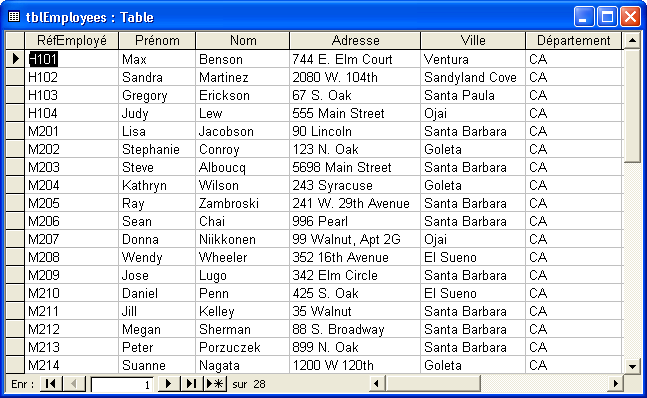 tblEmployees : Table
RéfEmployé Prénom Nom Adresse Ville Département
H101 Max Benson 744 E. Elm Court Ventura CA
H102 Sandra Martinez 2080 W. 104th Sandyland Cove CA
H103 Gregory Erickson 67 S. Oak Santa Paula CA
H104 Judy Lew 555 Main Street Ojai CA
M201 Lisa Jacobson 90 Lincoln Santa Barbara CA
M202 Stephanie Conroy 123 N. Oak Goleta CA
M203 Steve Alboucq 5698 Main Street Santa Barbara CA
M204 Kathryn Wilson 243 Syracuse Goleta CA
M205 Ray Zambroski 241 W. 29th Avenue Santa Barbara CA
M206 Sean Chai 996 Pearl Santa Barbara CA
M207 Donna Niikkonen 99 Walnut, Apt 2G Ojai CA
M208 Wendy Wheeler 352 16th Avenue El Sueno CA
M209 Jose Lugo 342 Elm Circle Santa Barbara CA
M210 Daniel Penn 425 S. Oak El Sueno CA
M211 Jill Kelley 35 Walnut Santa Barbara CA
M212 Megan Sherman 88 S. Broadway Santa Barbara CA
M213 Peter Porzuczek 899 N. Oak Santa Barbara CA
M214 Suanne Nagata 1200 W 120th Goleta CA
Enr : 1 sur 28